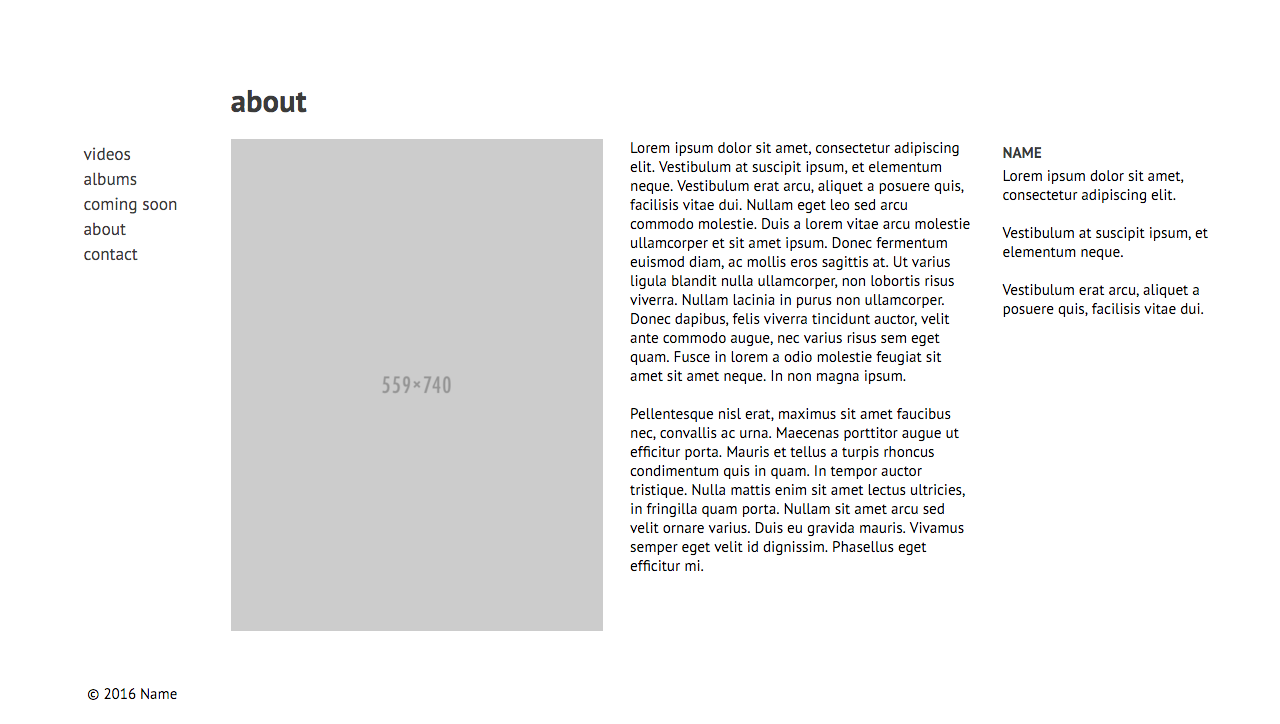 about
videos
albums
coming soon
about
contact
559×740
Lorem ipsum dolor sit amet, consectetur adipiscing
elit. Vestibulum at suscipit ipsum, et elementum
neque. Vestibulum erat arcu, aliquet a posuere quis,
facilisis vitae dui. Nullam eget leo sed arcu
commodo molestie. Duis a lorem vitae arcu molestie
ullamcorper et sit amet ipsum. Donec fermentum
euismod diam, ac mollis eros sagittis at. Ut varius
ligula blandit nulla ullamcorper, non lobortis risus
viverra. Nullam lacinia in purus non ullamcorper.
Donec dapibus, felis viverra tincidunt auctor, velit
ante commodo augue, nec varius risus sem eget
quam. Fusce in lorem a odio molestie feugiat sit
amet sit amet neque. In non magna ipsum.
Pellentesque nisl erat, maximus sit amet faucibus
nec, convallis ac urna. Maecenas porttitor augue ut
efficitur porta. Mauris et tellus a turpis rhoncus
condimentum quis in quam. In tempor auctor
tristique. Nulla mattis enim sit amet lectus ultricies,
in fringilla quam porta. Nullam sit amet arcu sed
velit ornare varius. Duis eu gravida mauris. Vivamus
semper eget velit id dignissim. Phasellus eget
efficitur mi.
NAME
Lorem ipsum dolor sit amet,
consectetur adipiscing elit.
Vestibulum at suscipit ipsum, et
elementum neque.
Vestibulum erat arcu, aliquet a
posuere quis, facilisis vitae dui.
© 2016 Name